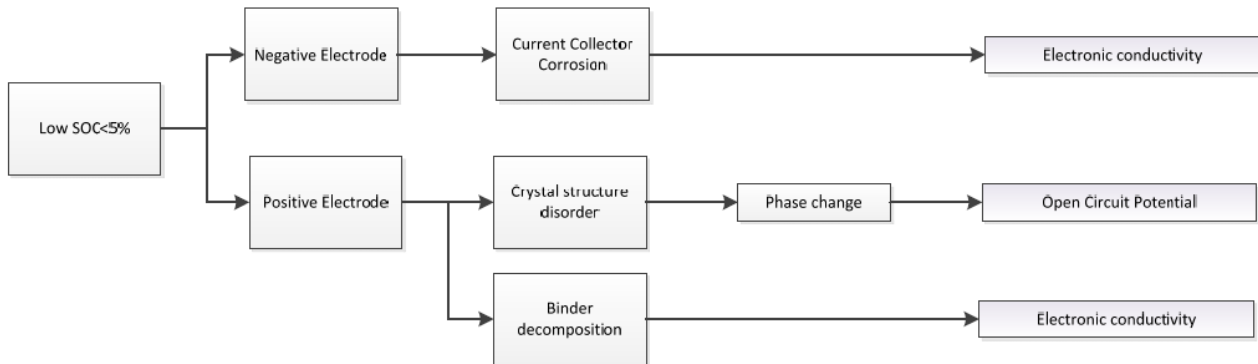 Negative Electrode
Current Collector
Corrosion
Electronic conductivity
Low SOC<5%
Positive Electrode
Crystal structure
disorder
Phase change
Open Circuit Potential
Binder
decomposition
Electronic conductivity